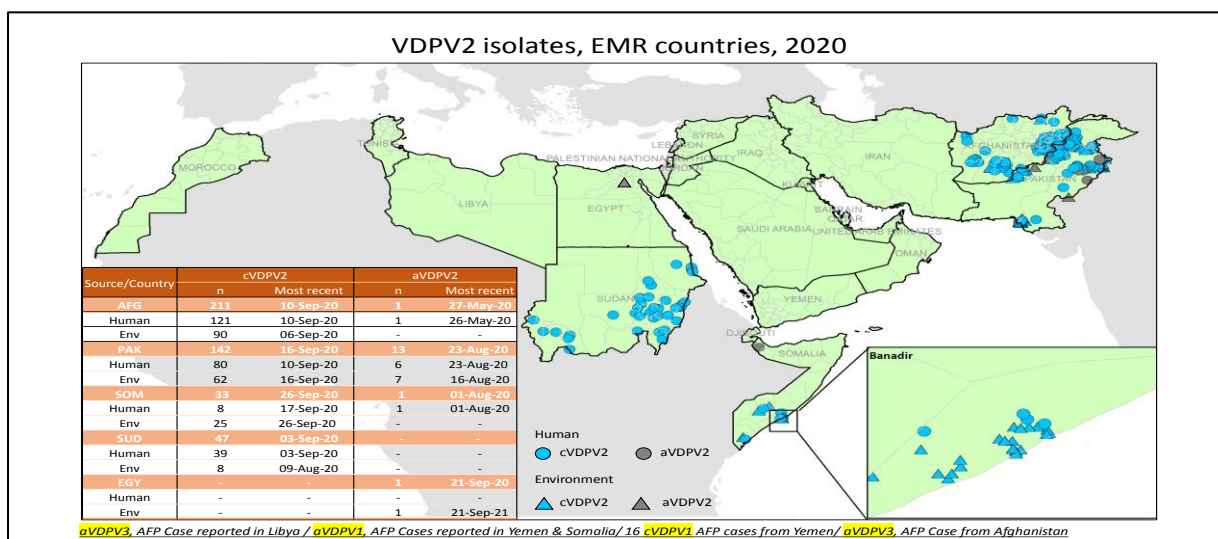 VDPV2 isolates, EMR countries, 2020
MOROCCO
TUNISIA
LIBYA
EGYPT
SYRIA
LEBANON
PALESTINIAN NATIONAL AUTHORITY
JORDAN
IRAQ
IRAN
KUWAIT
BAHRAIN
QATAR
SAUDI ARABIA
UNITED ARAB EMIRATES
OMAN
YEMEN
AFGHANISTAN
PAKISTAN
SUDAN
DJIBOUTI
SOMALIA
Source/Country cVDPV2 aVDPV2
n Most recent n Most recent
AFG 211 10-Sep-20 1 27-May-20
Human 121 10-Sep-20 1 26-May-20
Env 90 06-Sep-20 - -
PAK 142 16-Sep-20 13 23-Aug-20
Human 80 10-Sep-20 6 23-Aug-20
Env 62 16-Sep-20 7 16-Aug-20
SOM 33 26-Sep-20 1 01-Aug-20
Human 8 17-Sep-20 1 01-Aug-20
Env 25 26-Sep-20 - -
SUD 47 03-Sep-20 - -
Human 39 03-Sep-20 - -
Env 8 09-Aug-20 - -
EGY - - 1 21-Sep-20
Human - - - -
Env - - 1 21-Sep-21
Human
cVDPV2 aVDPV2
Environment
cVDPV2 aVDPV2
Banadir
aVDPV3, AFP Case reported in Libya / aVDPV1, AFP Cases reported in Yemen & Somalia/ 16 cVDPV1 AFP cases from Yemen/ aVDPV3, AFP Case from Afghanistan